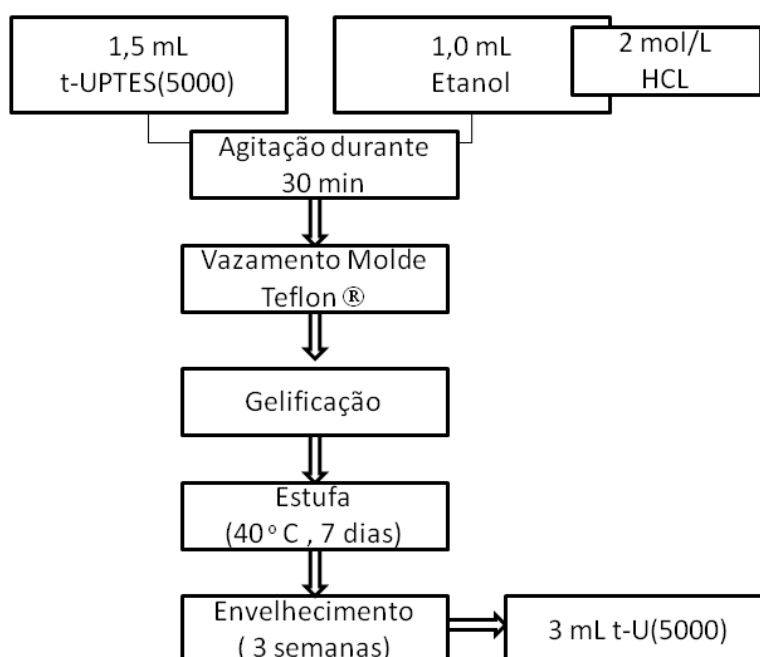 1,5 mL
t-UPTES(5000)
1,0 mL
Etanol
2 mol/L
HCL
Agitação durante
30 min
Vazamento Molde
Teflon ®
Gelificação
Estufa
(40° C , 7 dias)
Envelhecimento
( 3 semanas)
3 mL t-U(5000)